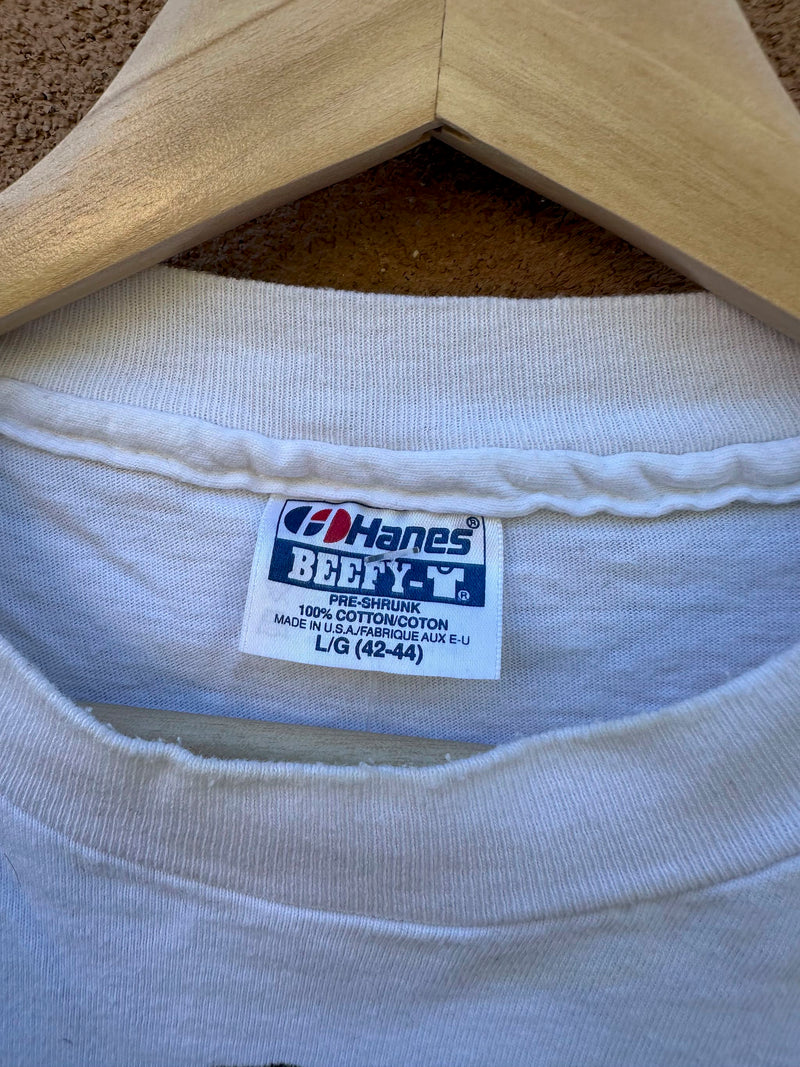 Hanes®
BEEFY-T®
PRE-SHRUNK
100% COTTON/COTON
MADE IN U.S.A./FABRIQUE AUX E-U
L/G (42-44)